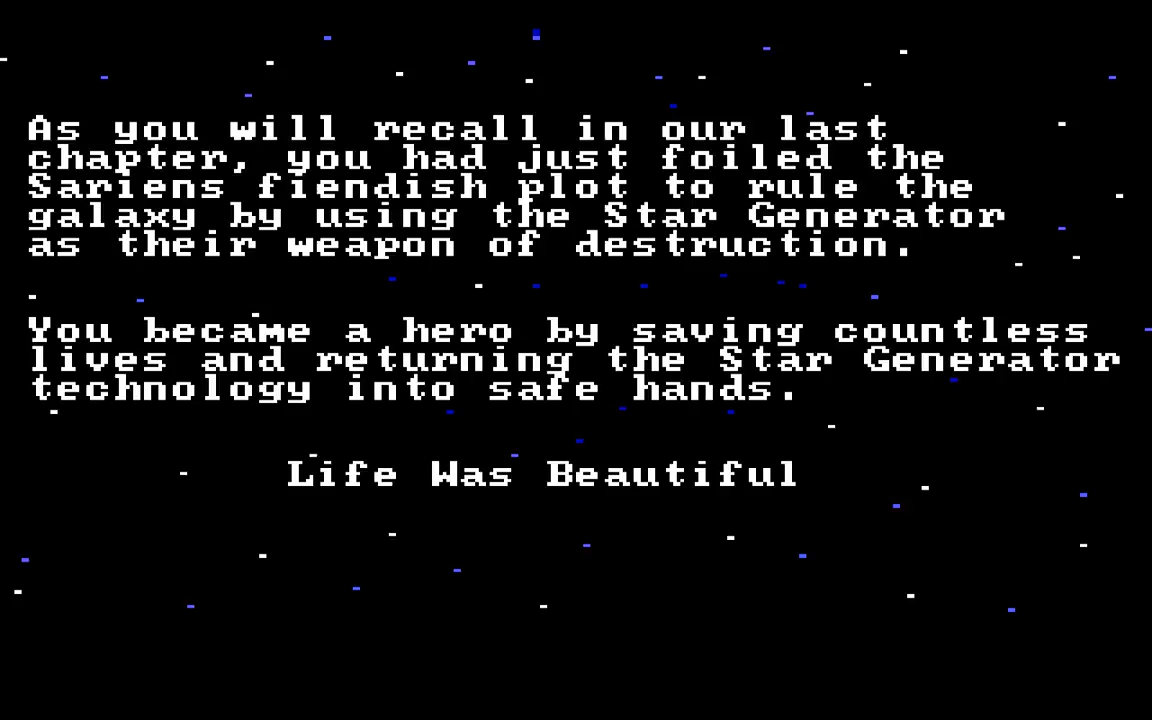 As you will recall in our last
chapter, you had just foiled the
Sariens fiendish plot to rule the
galaxy by using the Star Generator
as their weapon of destruction.
You became a hero by saving countless
lives and returning the Star Generator
technology into safe hands.
Life Was Beautiful